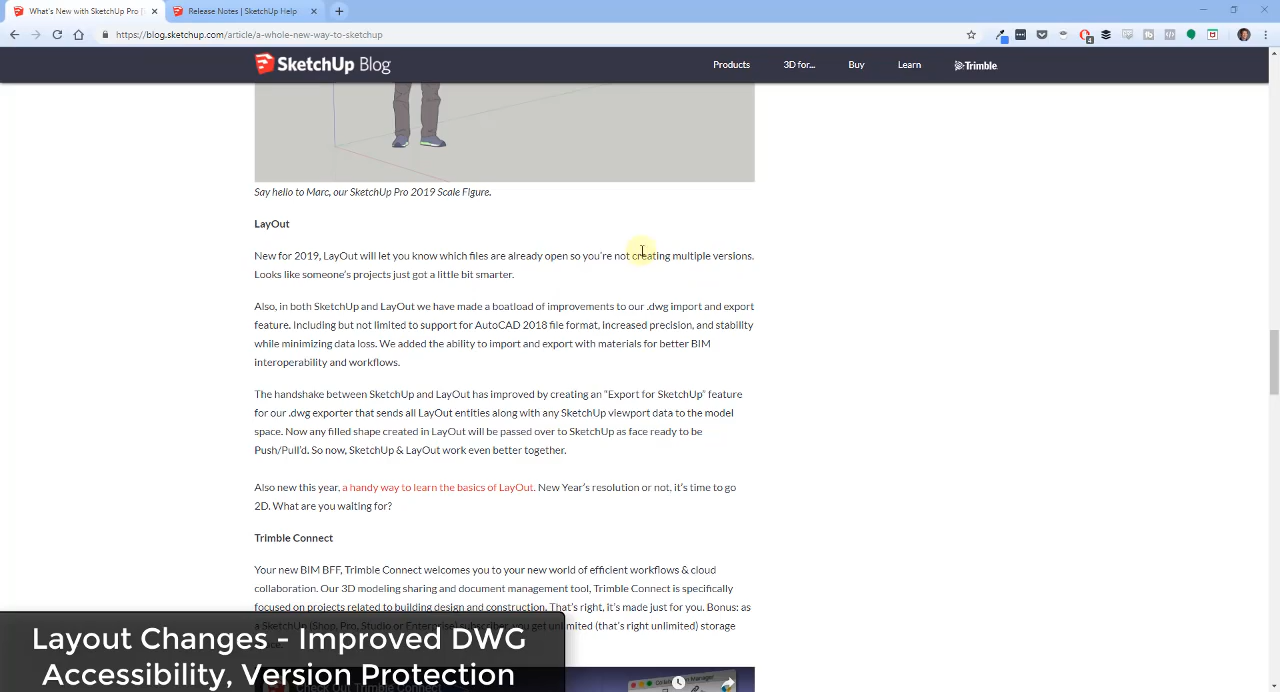 What's New with SketchUp Pro [
Release Notes | SketchUp Help
https://blog.sketchup.com/article/a-whole-new-way-to-sketchup
SketchUp Blog
Products
3D for...
Buy
Learn
Trimble
Say hello to Marc, our SketchUp Pro 2019 Scale Figure.
LayOut
New for 2019, LayOut will let you know which files are already open so you're not creating multiple versions.
Looks like someone's projects just got a little bit smarter.
Also, in both SketchUp and LayOut we have made a boatload of improvements to our .dwg import and export
feature. Including but not limited to support for AutoCAD 2018 file format, increased precision, and stability
while minimizing data loss. We added the ability to import and export with materials for better BIM
interoperability and workflows.
The handshake between SketchUp and LayOut has improved by creating an “Export for SketchUp” feature
for our .dwg exporter that sends all LayOut entities along with any SketchUp viewport data to the model
space. Now any filled shape created in LayOut will be passed over to SketchUp as face ready to be
Push/Pull'd. So now, SketchUp & LayOut work even better together.
Also new this year, a handy way to learn the basics of LayOut. New Year's resolution or not, it's time to go
2D. What are you waiting for?
Trimble Connect
Your new BIM BFF, Trimble Connect welcomes you to your new world of efficient workflows & cloud
collaboration. Our 3D modeling sharing and document management tool, Trimble Connect is specifically
focused on projects related to building design and construction. That's right, it's made just for you. Bonus: as
a SketchUp (Shop, Pro, Studio or Enterprise) subscriber, you get unlimited (that's right unlimited) storage
Layout Changes - Improved DWG
Accessibility, Version Protection
Check Out Trimble Connect